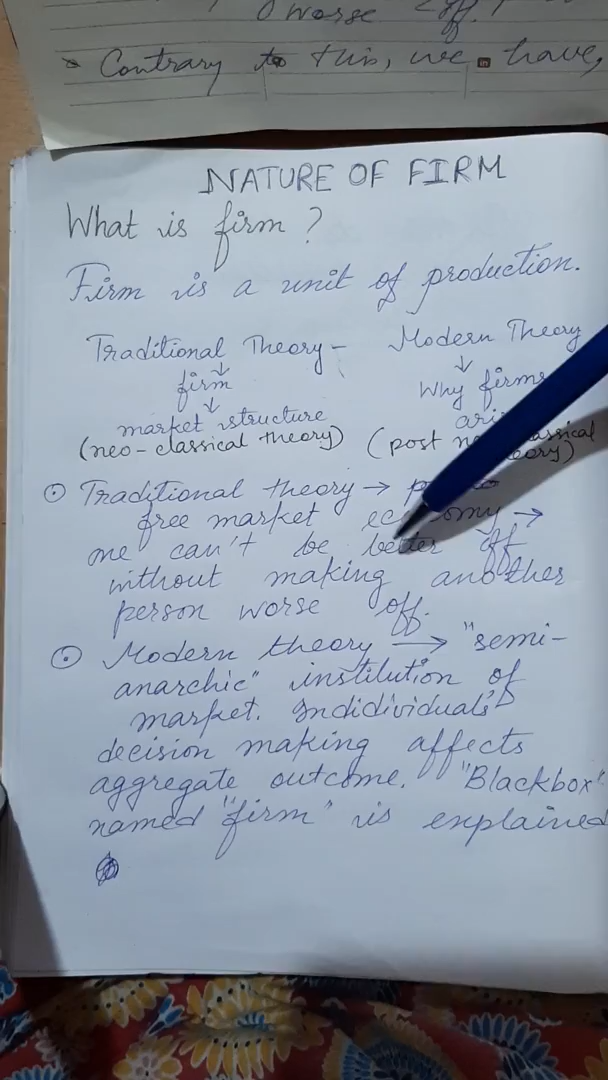 worse off.
Contrary to this, we have,
NATURE OF FIRM
What is firm ?
Firm is a unit of production.
Traditional Theory - Modern Theory
firm
Why firms
market structure
(neo-classical theory) (post
Traditional theory → 
free market economy →
one can't be better off
without making another
person worse off.
Modern theory → "semi-
anarchic" institution of
market. Indidividuals'
decision making affects
aggregate outcome. "Blackbox"
named "firm" is explained